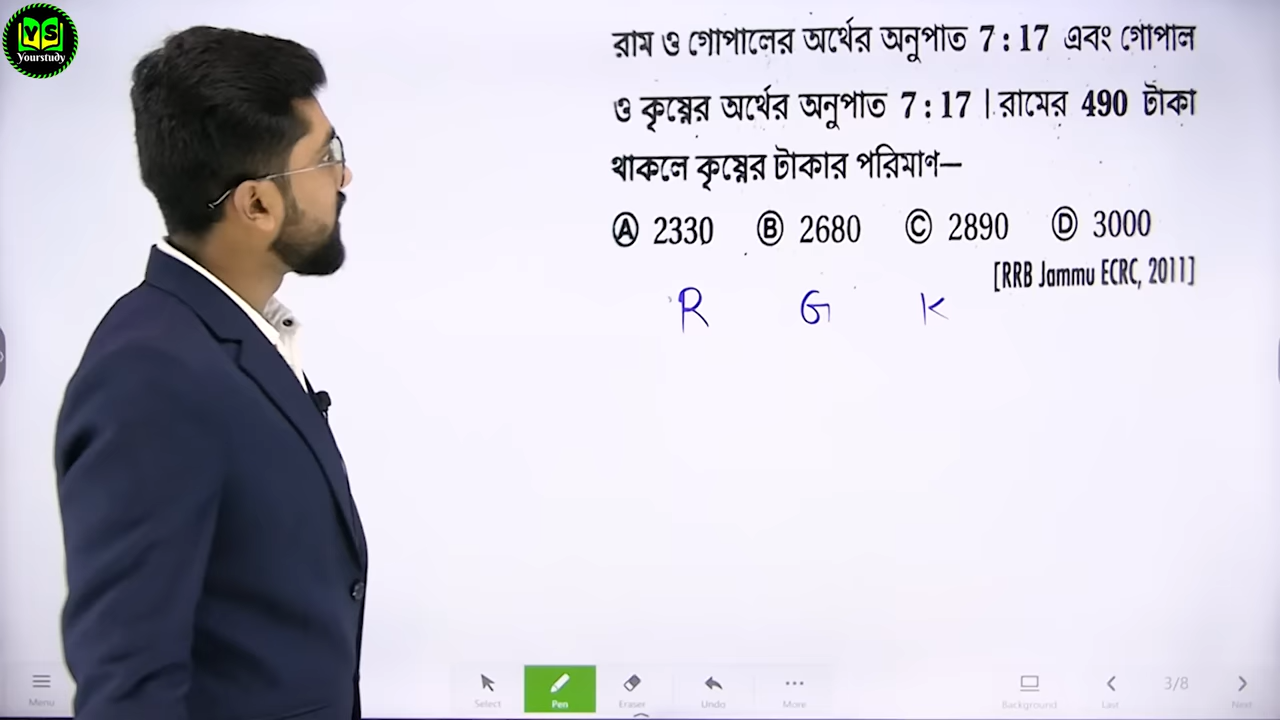 YS
Yourstudy
রাম ও গোপালের অর্থের অনুপাত 7 : 17 এবং গোপাল
ও কৃষ্ণের অর্থের অনুপাত 7 : 17 | রামের 490 টাকা
থাকলে কৃষ্ণের টাকার পরিমাণ–
Ⓐ 2330 Ⓑ 2680 Ⓒ 2890 Ⓓ 3000
[RRB Jammu ECRC, 2011]
R G K
Menu Select Pen Eraser Undo More Background Last 3/8 Next